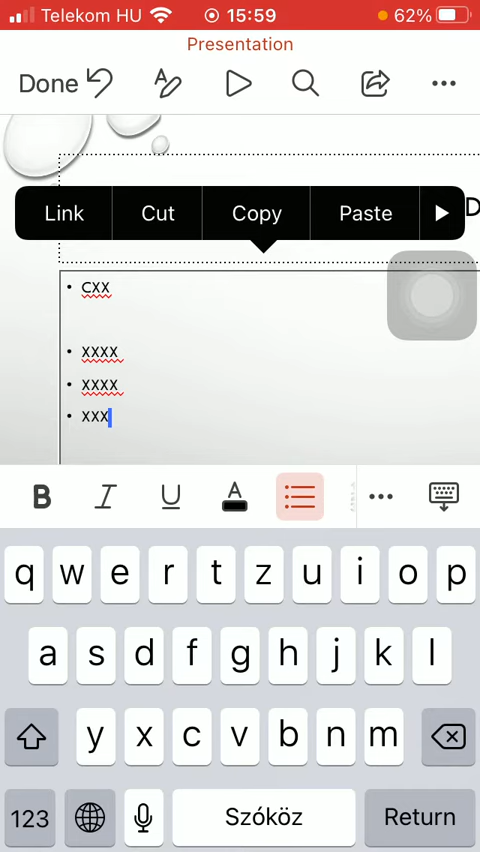 Telekom HU 15:59 62%
Presentation
Done
Link Cut Copy Paste
D
• CXX
• XXXX
• XXXX
• XXX
B I U A
q w e r t z u i o p
a s d f g h j k l
y x c v b n m
123 Szóköz Return